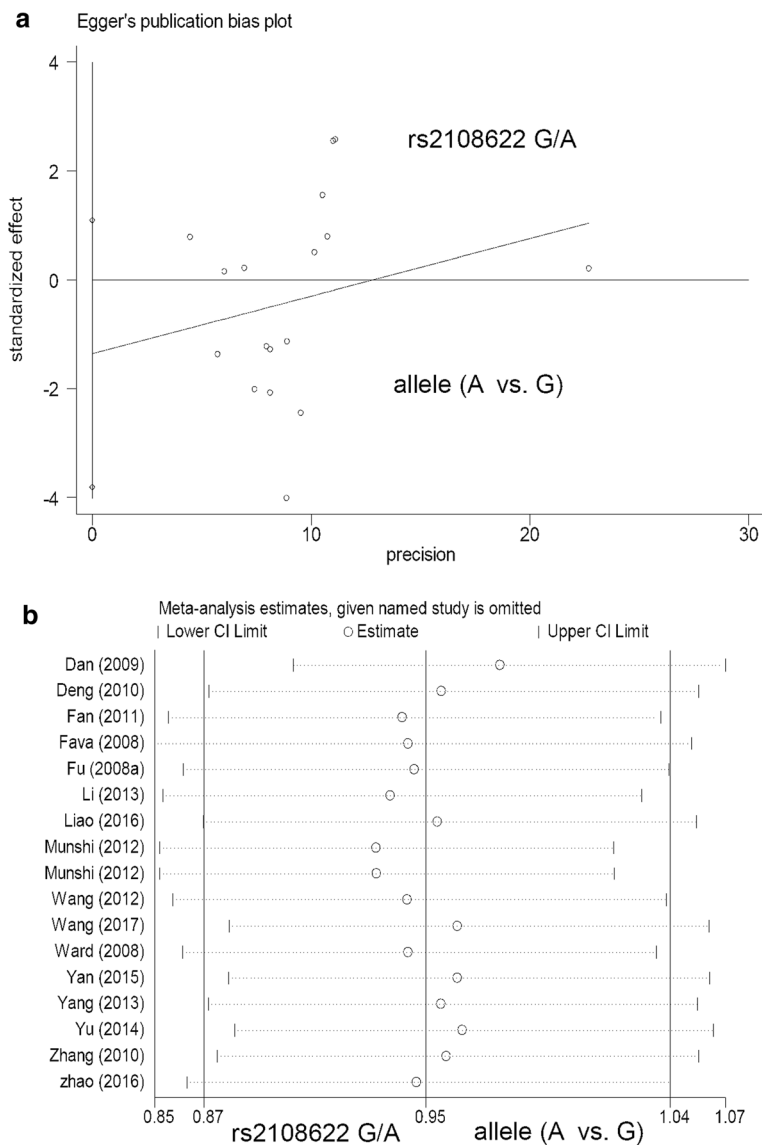 a
Egger's publication bias plot
4
2
0
-2
-4
standardized effect
rs2108622 G/A
allele (A vs. G)
0 10 20 30
precision
b
Meta-analysis estimates, given named study is omitted
Lower CI Limit Estimate Upper CI Limit
Dan (2009)
Deng (2010)
Fan (2011)
Fava (2008)
Fu (2008a)
Li (2013)
Liao (2016)
Munshi (2012)
Munshi (2012)
Wang (2012)
Wang (2017)
Ward (2008)
Yan (2015)
Yang (2013)
Yu (2014)
Zhang (2010)
zhao (2016)
0.85 0.87 0.95 1.04 1.07
rs2108622 G/A allele (A vs. G)